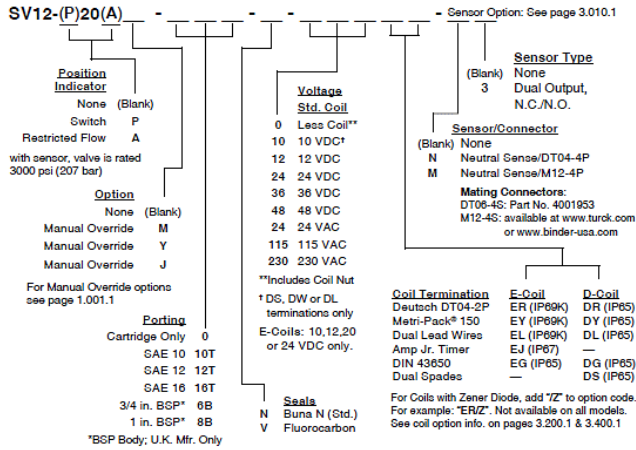 SV12-(P)20(A)__ - ____ - __ - ____ __ - __ __ - Sensor Option: See page 3.010.1
Position
Indicator
None (Blank)
Switch P
Restricted Flow A
with sensor, valve is rated
3000 psi (207 bar)
Option
None (Blank)
Manual Override M
Manual Override Y
Manual Override J
For Manual Override options
see page 1.001.1
Porting
Cartridge Only 0
SAE 10 10T
SAE 12 12T
SAE 16 16T
3/4 in. BSP* 6B
1 in. BSP* 8B
*BSP Body; U.K. Mfr. Only
Seals
N Buna N (Std.)
V Fluorocarbon
Voltage
Std. Coil
0 Less Coil**
10 10 VDC†
12 12 VDC
24 24 VDC
36 36 VDC
48 48 VDC
24 24 VAC
115 115 VAC
230 230 VAC
**Includes Coil Nut
† DS, DW or DL
terminations only
E-Coils: 10,12,20
or 24 VDC only.
Sensor Type
(Blank) None
3 Dual Output,
N.C./N.O.
Sensor/Connector
(Blank) None
N Neutral Sense/DT04-4P
M Neutral Sense/M12-4P
Mating Connectors:
DT06-4S: Part No. 4001953
M12-4S: available at www.turck.com
or www.binder-usa.com
Coil Termination E-Coil D-Coil
Deutsch DT04-2P ER (IP69K) DR (IP65)
Metri-Pack® 150 EY (IP69K) DY (IP65)
Dual Lead Wires EL (IP69K) DL (IP65)
Amp Jr. Timer EJ (IP67) —
DIN 43650 EG (IP65) DG (IP65)
Dual Spades — DS (IP65)
For Coils with Zener Diode, add "/Z" to option code.
For example: "ER/Z". Not available on all models.
See coil option info. on pages 3.200.1 & 3.400.1